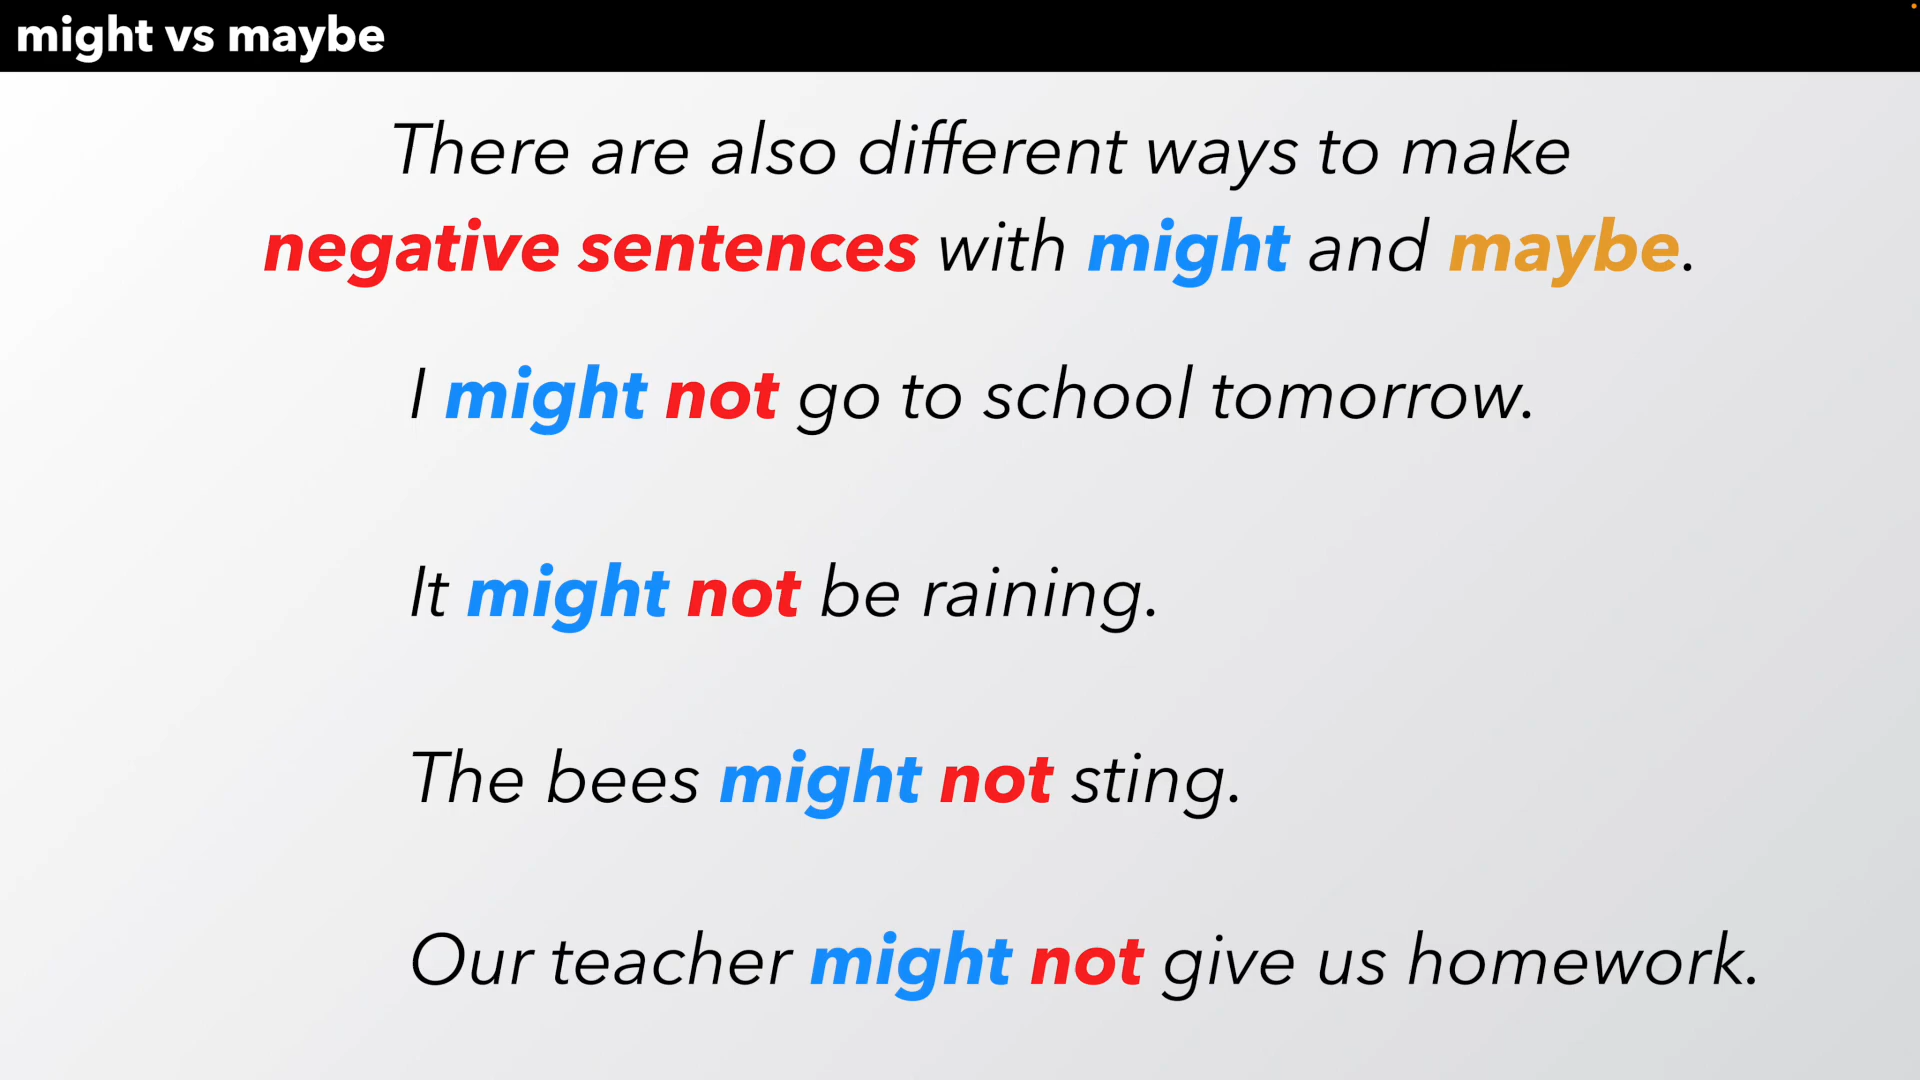 might vs maybe
There are also different ways to make
negative sentences with might and maybe.
I might not go to school tomorrow.
It might not be raining.
The bees might not sting.
Our teacher might not give us homework.